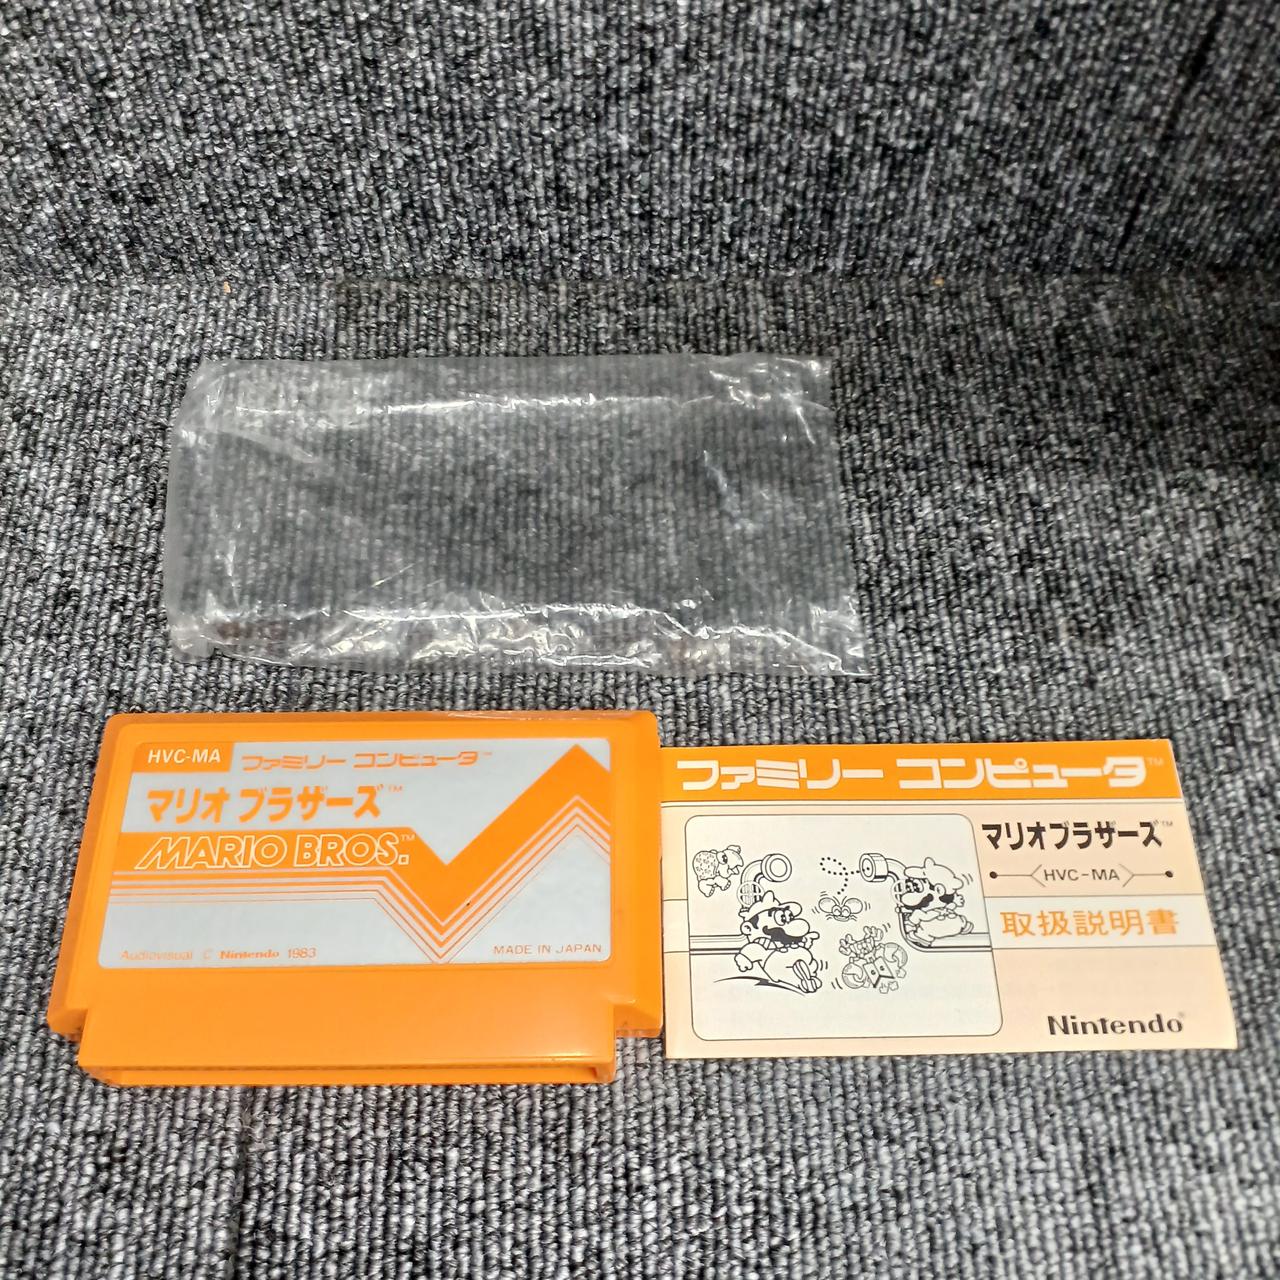 HVC-MA
ファミリー コンピュータ™
マリオブラザーズ™
MARIO BROS.™
Audiovisual C Nintendo 1983
MADE IN JAPAN
ファミリー コンピュータ™
マリオブラザーズ™
HVC-MA
取扱説明書
Nintendo®